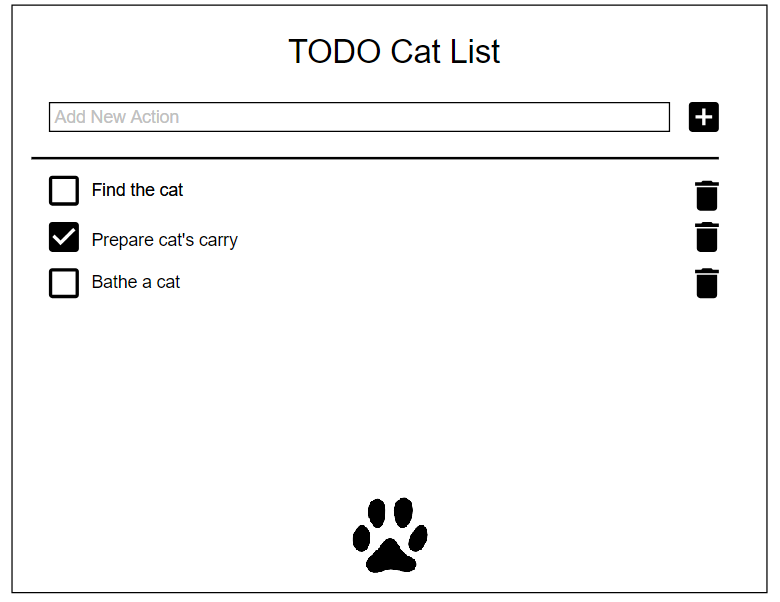 TODO Cat List
Add New Action
Find the cat
Prepare cat's carry
Bathe a cat